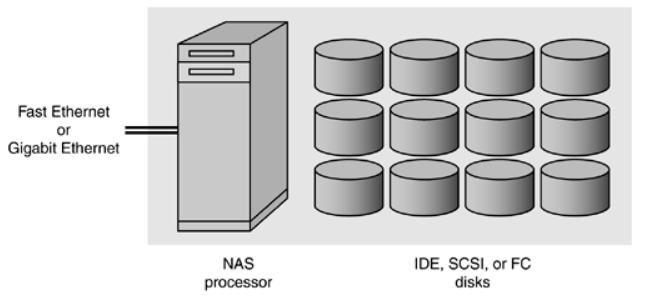 Fast Ethernet
or
Gigabit Ethernet
NAS
processor
IDE, SCSI, or FC
disks